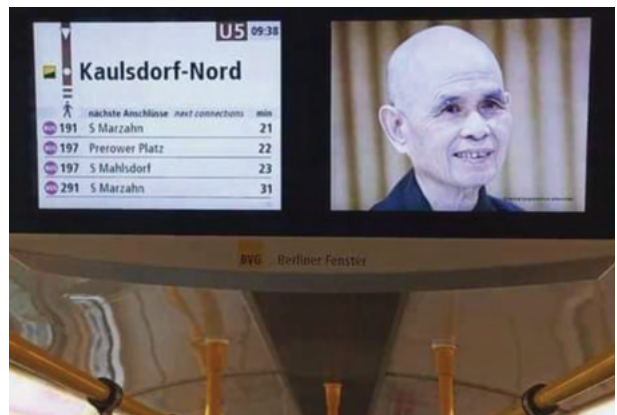 U5 09:38
Kaulsdorf-Nord
nächste Anschlüsse next connections min
191 S Marzahn 21
197 Prerower Platz 22
197 S Mahlsdorf 23
291 S Marzahn 31
BVG Berliner Fenster